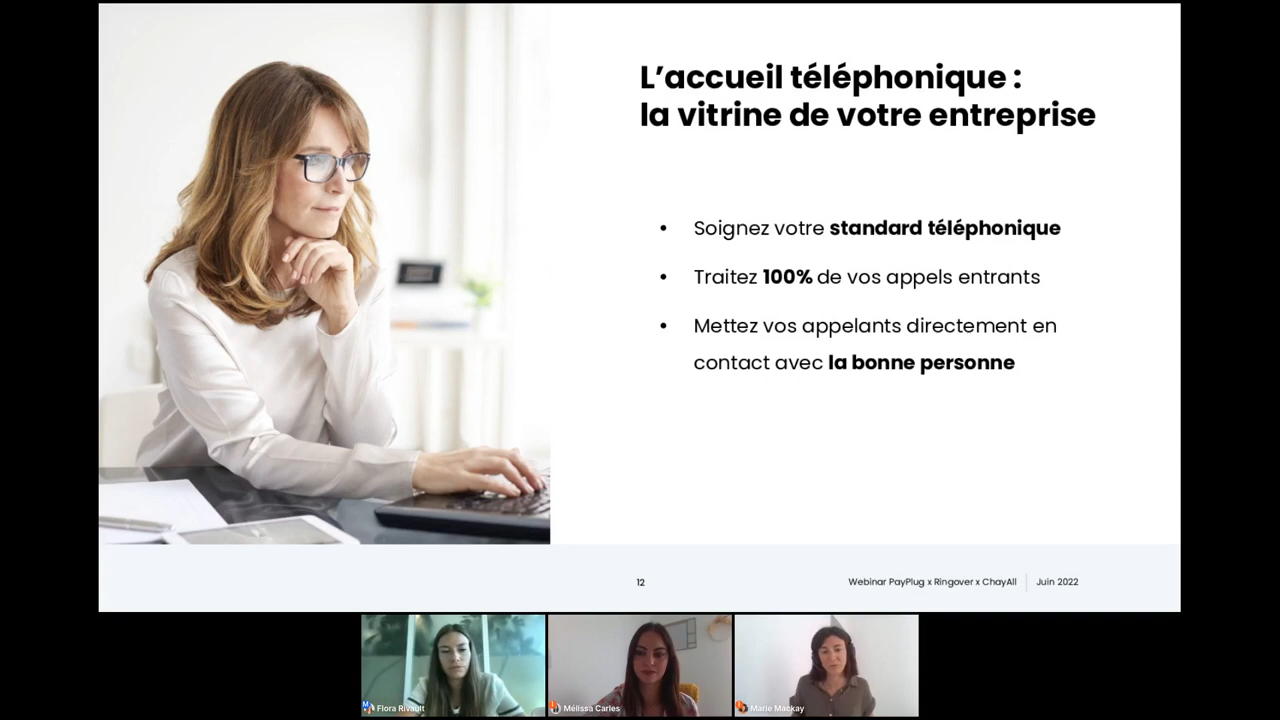 L’accueil téléphonique :
la vitrine de votre entreprise
• Soignez votre standard téléphonique
• Traitez 100% de vos appels entrants
• Mettez vos appelants directement en
contact avec la bonne personne
12
Webinar PayPlug x Ringover x ChayAll | Juin 2022
Flora Rivault
Mélissa Carles
Marie Mackay